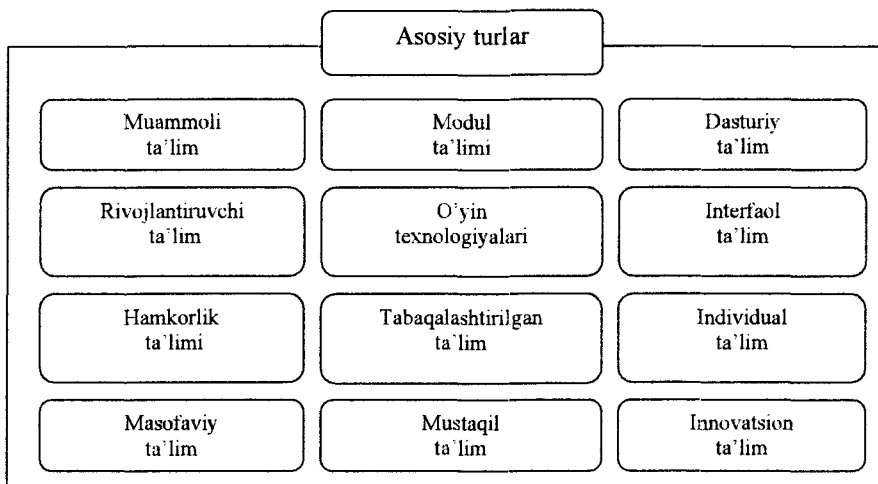 Asosiy turlar
Muammoli
ta'lim
Modul
ta'limi
Dasturiy
ta'lim
Rivojlantiruvchi
ta'lim
O'yin
texnologiyalari
Interfaol
ta'lim
Hamkorlik
ta'limi
Tabaqalashtirilgan
ta'lim
Individual
ta'lim
Masofaviy
ta'lim
Mustaqil
ta'lim
Innovatsion
ta'lim